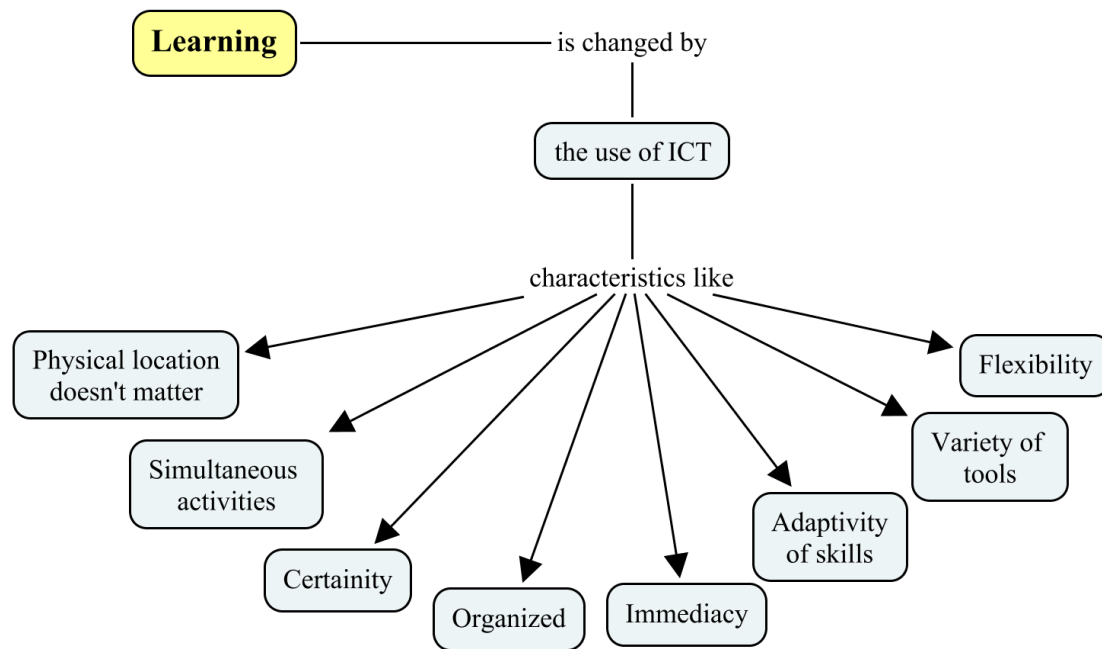 Learning
is changed by
the use of ICT
characteristics like
Physical location
doesn't matter
Simultaneous
activities
Certainity
Organized
Immediacy
Adaptivity
of skills
Variety of
tools
Flexibility